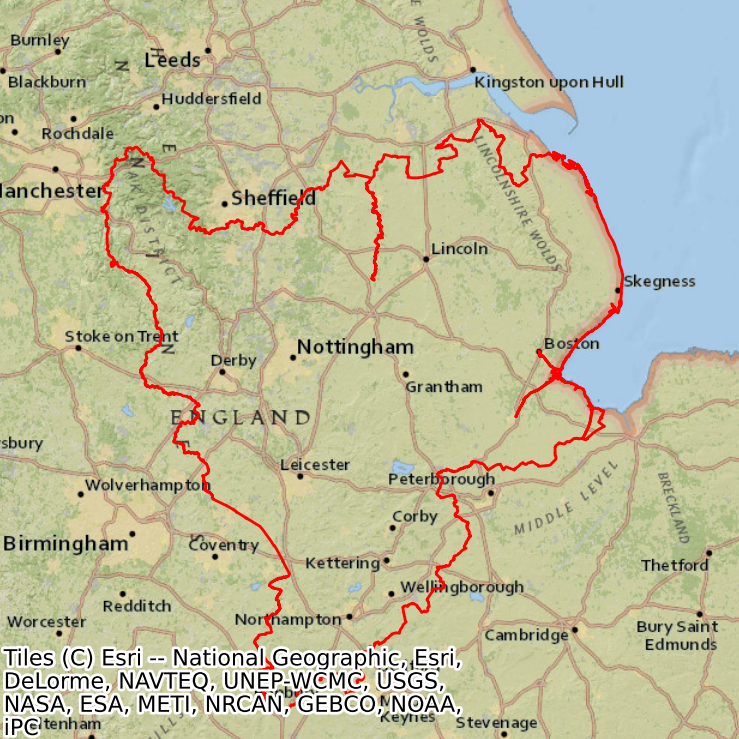 WOLDS
Burnley
Leeds
Blackburn
Kingston upon Hull
Huddersfield
Rochdale
Manchester
LINCOLNSHIRE WOLDS
Sheffield
DISTRICT
Lincoln
Skegness
Stoke on Trent
Boston
Nottingham
Derby
Grantham
ENGLAND
Leicester
Peterborough
Wolverhampton
MIDDLE LEVEL
BRECKLAND
Corby
Birmingham
Coventry
Kettering
Thetford
Wellingborough
Redditch
Northampton
Worcester
Cambridge
Bury Saint
Edmunds
Tiles (C) Esri -- National Geographic, Esri,
DeLorme, NAVTEQ, UNEP-WCMC, USGS,
NASA, ESA, METI, NRCAN, GEBCO, NOAA,
iPC
Keynes
Stevenage